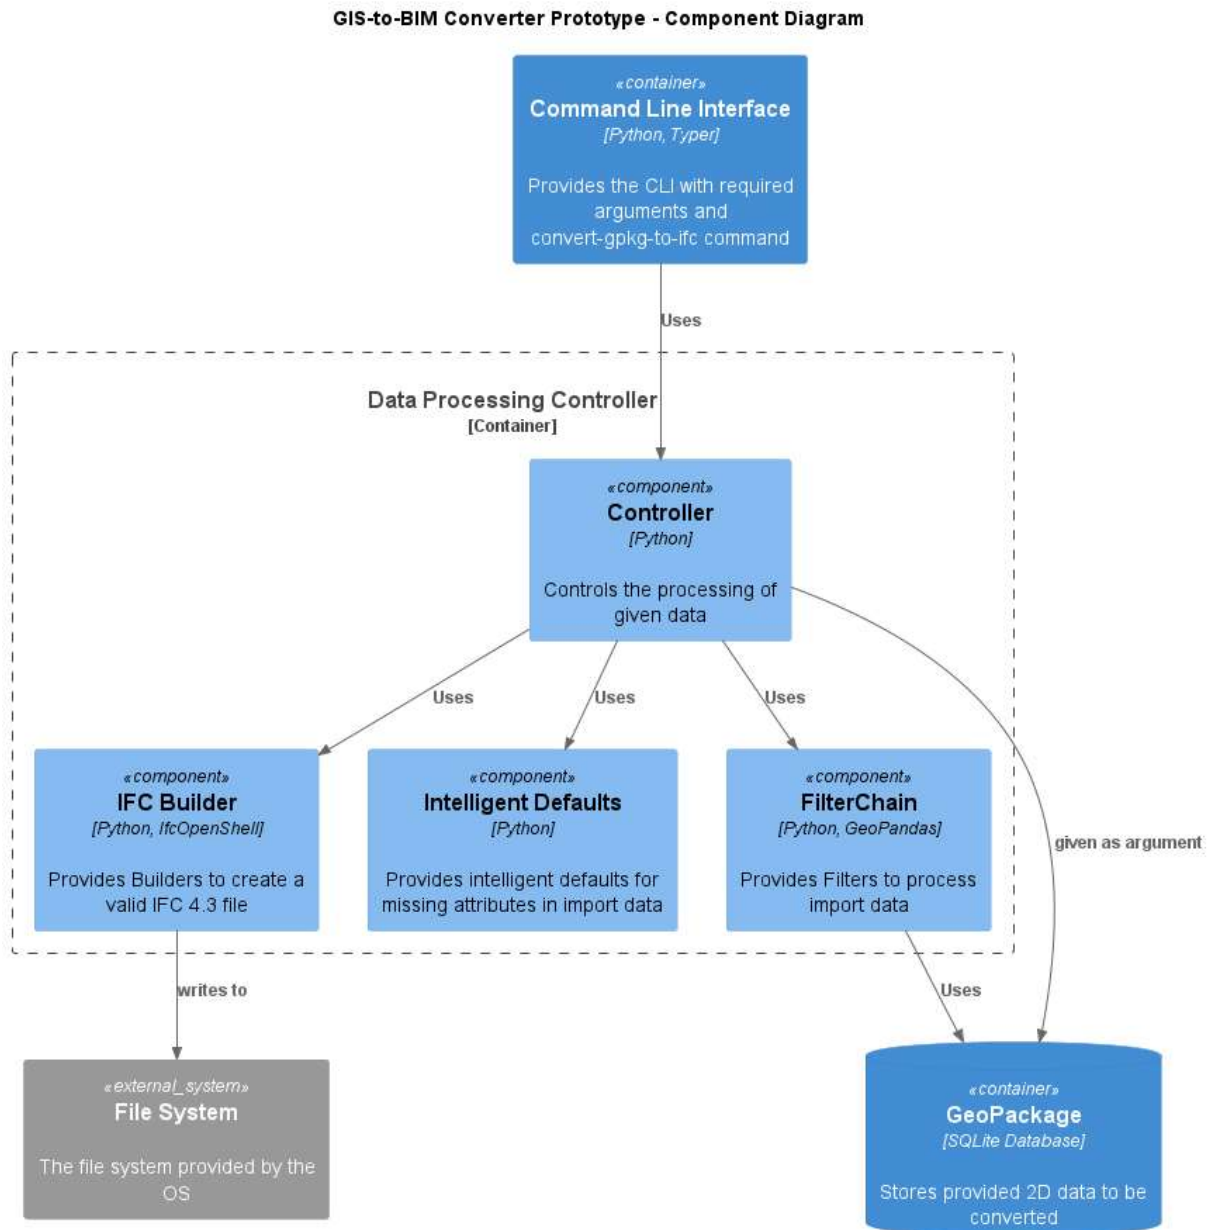 GIS-to-BIM Converter Prototype - Component Diagram
«container»
Command Line Interface
[Python, Typer]
Provides the CLI with required
arguments and
convert-gpkg-to-ifc command
Uses
Data Processing Controller
[Container]
«component»
Controller
[Python]
Controls the processing of
given data
Uses
Uses
Uses
«component»
IFC Builder
[Python, IfcOpenShell]
Provides Builders to create a
valid IFC 4.3 file
«component»
Intelligent Defaults
[Python]
Provides intelligent defaults for
missing attributes in import data
«component»
FilterChain
[Python, GeoPandas]
Provides Filters to process
import data
given as argument
writes to
Uses
«external_system»
File System
The file system provided by the
OS
«container»
GeoPackage
[SQLite Database]
Stores provided 2D data to be
converted